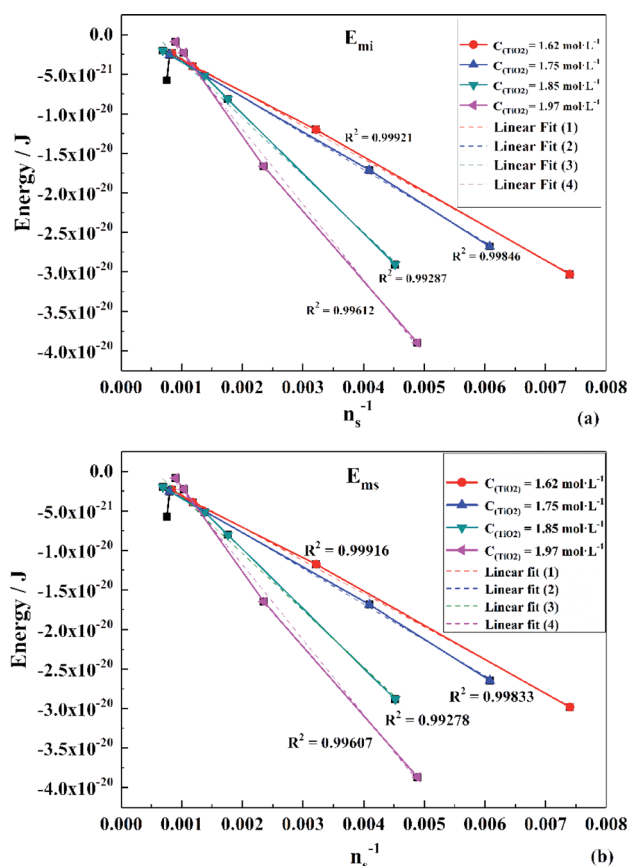 E_mi
C_(TiO2) = 1.62 mol·L⁻¹
C_(TiO2) = 1.75 mol·L⁻¹
C_(TiO2) = 1.85 mol·L⁻¹
C_(TiO2) = 1.97 mol·L⁻¹
Linear Fit (1)
Linear Fit (2)
Linear Fit (3)
Linear Fit (4)
Energy / J
0.0
-5.0x10⁻²¹
-1.0x10⁻²⁰
-1.5x10⁻²⁰
-2.0x10⁻²⁰
-2.5x10⁻²⁰
-3.0x10⁻²⁰
-3.5x10⁻²⁰
-4.0x10⁻²⁰
R² = 0.99921
R² = 0.99846
R² = 0.99287
R² = 0.99612
0.000 0.001 0.002 0.003 0.004 0.005 0.006 0.007 0.008
n_s⁻¹
(a)
E_ms
C_(TiO2) = 1.62 mol·L⁻¹
C_(TiO2) = 1.75 mol·L⁻¹
C_(TiO2) = 1.85 mol·L⁻¹
C_(TiO2) = 1.97 mol·L⁻¹
Linear fit (1)
Linear fit (2)
Linear fit (3)
Linear fit (4)
Energy / J
0.0
-5.0x10⁻²¹
-1.0x10⁻²⁰
-1.5x10⁻²⁰
-2.0x10⁻²⁰
-2.5x10⁻²⁰
-3.0x10⁻²⁰
-3.5x10⁻²⁰
-4.0x10⁻²⁰
R² = 0.99916
R² = 0.99833
R² = 0.99278
R² = 0.99607
0.000 0.001 0.002 0.003 0.004 0.005 0.006 0.007 0.008
n_s⁻¹
(b)